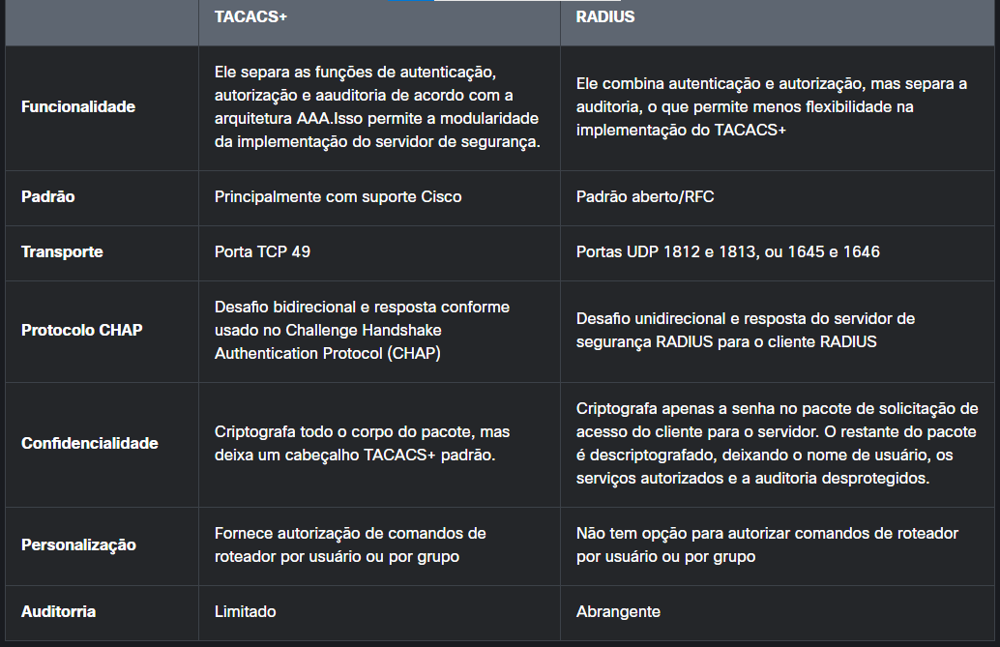 TACACS+
RADIUS
Funcionalidade
Ele separa as funções de autenticação,
autorização e aauditoria de acordo com a
arquitetura AAA.Isso permite a modularidade
da implementação do servidor de segurança.
Ele combina autenticação e autorização, mas separa a
auditoria, o que permite menos flexibilidade na
implementação do TACACS+
Padrão
Principalmente com suporte Cisco
Padrão aberto/RFC
Transporte
Porta TCP 49
Portas UDP 1812 e 1813, ou 1645 e 1646
Protocolo CHAP
Desafio bidirecional e resposta conforme
usado no Challenge Handshake
Authentication Protocol (CHAP)
Desafio unidirecional e resposta do servidor de
segurança RADIUS para o cliente RADIUS
Confidencialidade
Criptografa todo o corpo do pacote, mas
deixa um cabeçalho TACACS+ padrão.
Criptografa apenas a senha no pacote de solicitação de
acesso do cliente para o servidor. O restante do pacote
é descriptografado, deixando o nome de usuário, os
serviços autorizados e a auditoria desprotegidos.
Personalização
Fornece autorização de comandos de
roteador por usuário ou por grupo
Não tem opção para autorizar comandos de roteador
por usuário ou por grupo
Auditorria
Limitado
Abrangente